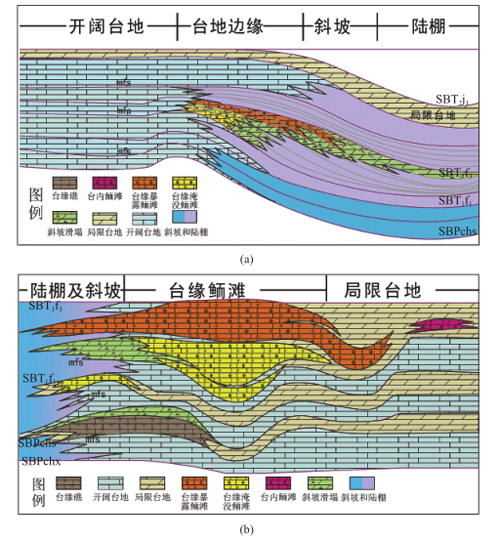 开阔台地 台地边缘 斜坡 陆棚
mfs
SBT₂j₁
局限台地
mfs
mfs
SBT₁f₃
SBT₁f₁
SBPchs
图例
台缘礁 台内鲕滩 台缘暴露鲕滩 台缘淹没鲕滩
斜坡滑塌 局限台地 开阔台地 斜坡和陆棚
(a)
陆棚及斜坡 台缘鲕滩 局限台地
SBT₁f₃
mfs
SBT₁f₁
mfs
SBPchs
mfs
SBPchx
图例
台缘礁 开阔台地 局限台地 台缘暴露鲕滩 台缘淹没鲕滩 台内鲕滩 斜坡滑塌 斜坡和陆棚
(b)